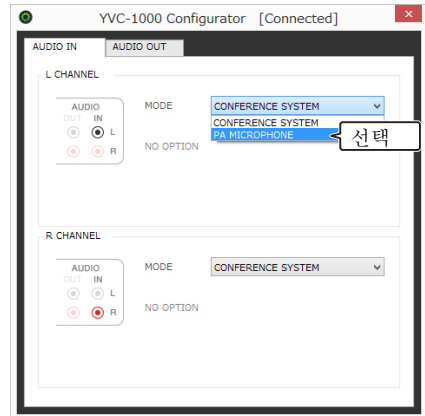 YVC-1000 Configurator [Connected]
×
AUDIO IN AUDIO OUT
L CHANNEL
AUDIO
OUT IN
L
R
MODE
CONFERENCE SYSTEM
CONFERENCE SYSTEM
PA MICROPHONE
선택
NO OPTION
R CHANNEL
AUDIO
OUT IN
L
R
MODE
CONFERENCE SYSTEM
NO OPTION